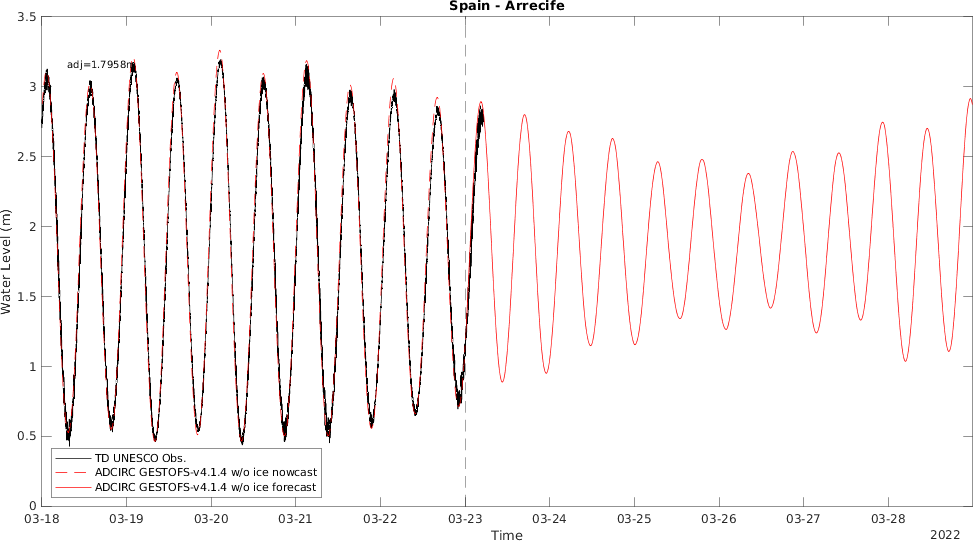 Spain - Arrecife
3.5
adj=1.7958m
3
2.5
2
Water Level (m)
1.5
1
0.5
TD UNESCO Obs.
ADCIRC GESTOFS-v4.1.4 w/o ice nowcast
ADCIRC GESTOFS-v4.1.4 w/o ice forecast
0
03-18 03-19 03-20 03-21 03-22 03-23 03-24 03-25 03-26 03-27 03-28
Time
2022